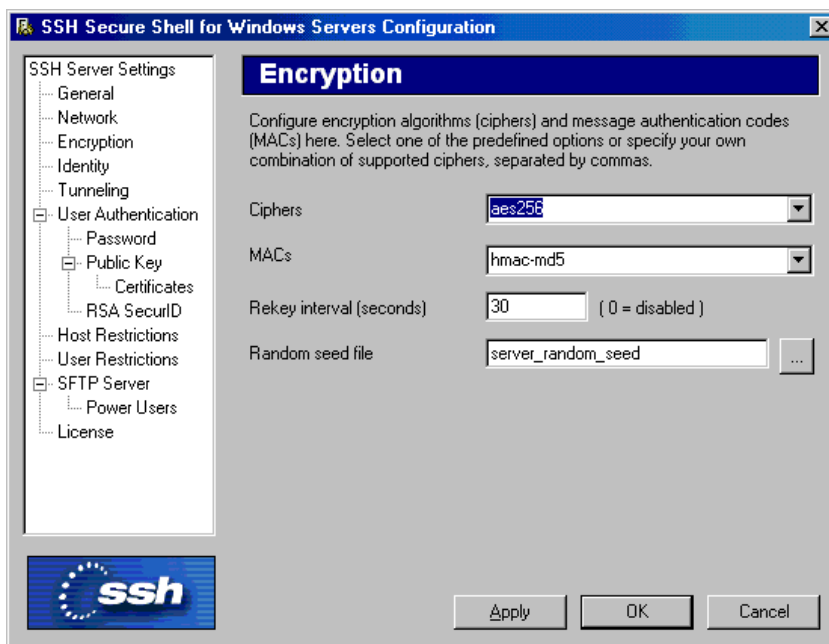 SSH Secure Shell for Windows Servers Configuration
SSH Server Settings
General
Network
Encryption
Identity
Tunneling
User Authentication
Password
Public Key
Certificates
RSA SecurID
Host Restrictions
User Restrictions
SFTP Server
Power Users
License
ssh
Encryption
Configure encryption algorithms (ciphers) and message authentication codes
(MACs) here. Select one of the predefined options or specify your own
combination of supported ciphers, separated by commas.
Ciphers
aes256
MACs
hmac-md5
Rekey interval (seconds)
30
( 0 = disabled )
Random seed file
server_random_seed
...
Apply
OK
Cancel